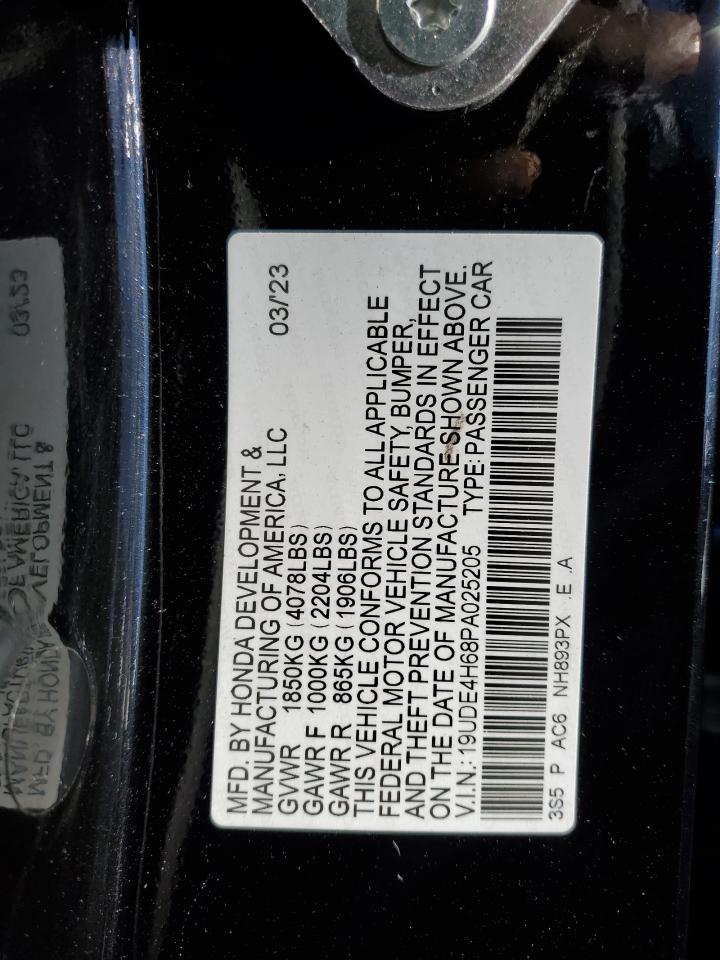 MFD. BY HONDA DEVELOPMENT &
MANUFACTURING OF AMERICA, LLC 03/'23
GVWR 1850KG (4078LBS)
GAWR F 1000KG (2204LBS)
GAWR R 865KG (1906LBS)
THIS VEHICLE CONFORMS TO ALL APPLICABLE
FEDERAL MOTOR VEHICLE SAFETY, BUMPER,
AND THEFT PREVENTION STANDARDS IN EFFECT
ON THE DATE OF MANUFACTURE SHOWN ABOVE.
V.I.N.: 19UDE4H68PA025205 TYPE: PASSENGER CAR
3S5 P AC6 NH893PX .E .A